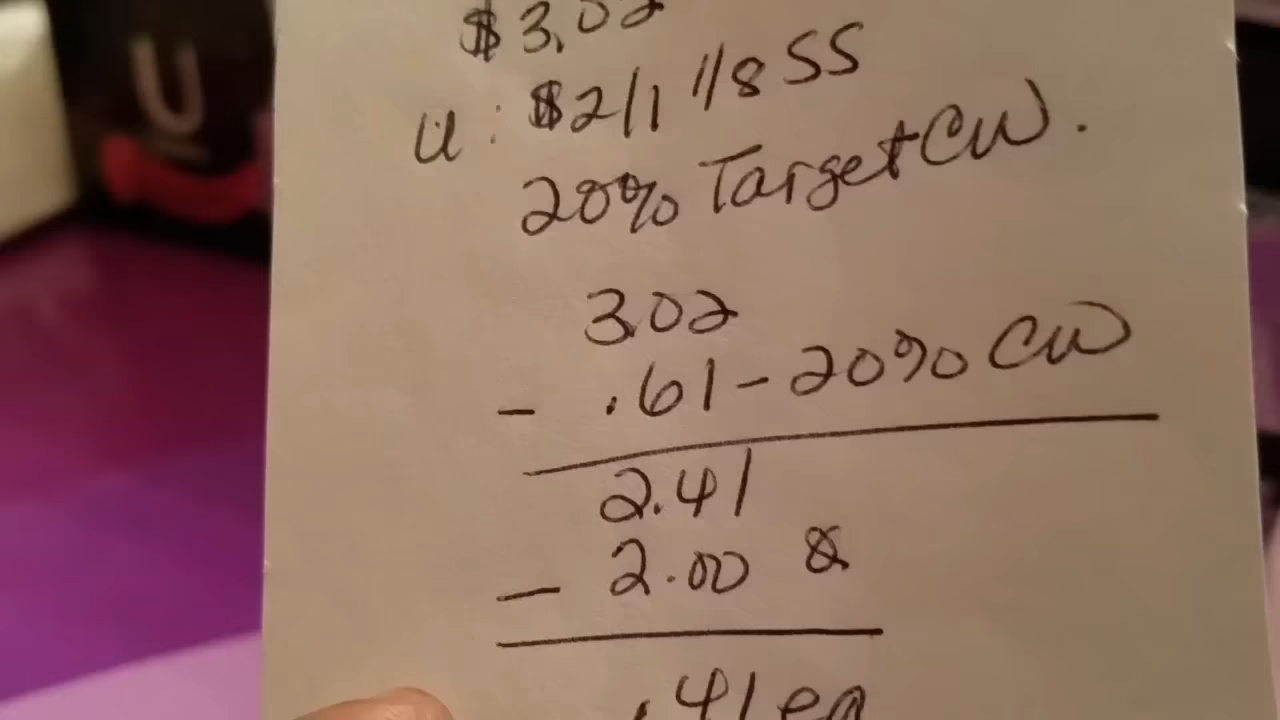 $3.02
U: $2/1 1/8 SS
20% Target CW.
3.02
- .61 - 20% CW
2.41
- 2.00 &
.41 ea
U